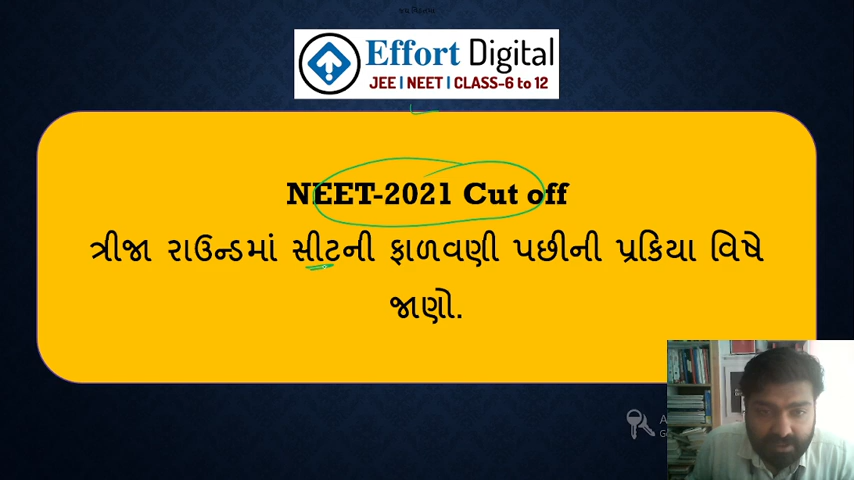 Effort Digital
JEE | NEET | CLASS-6 to 12
NEET-2021 Cut off
ત્રીજા રાઉન્ડમાં સીટની ફાળવણી પછીની પ્રક્રિયા વિષે
જાણો.